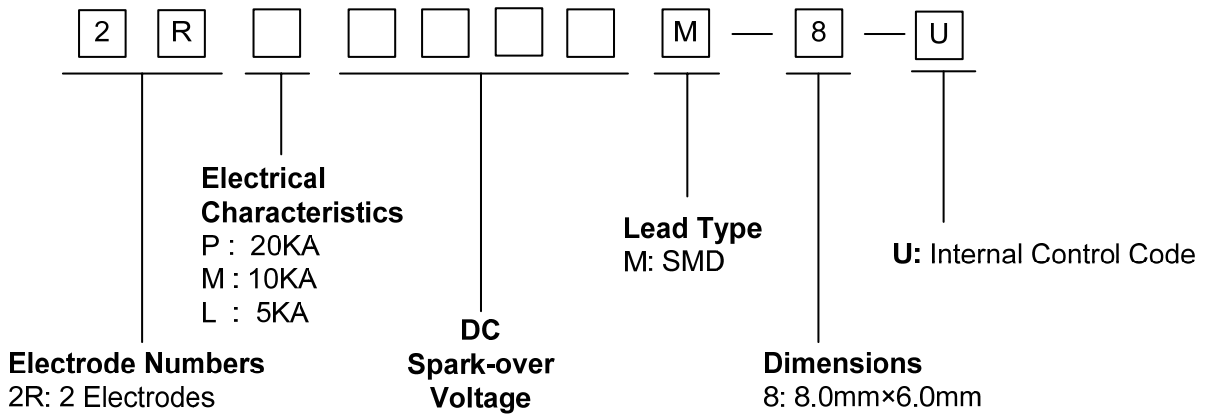 2 R M — 8 — U
Electrical
Characteristics
P : 20KA
M : 10KA
L : 5KA
Lead Type
M: SMD
U: Internal Control Code
DC
Spark-over
Voltage
Electrode Numbers
2R: 2 Electrodes
Dimensions
8: 8.0mm×6.0mm